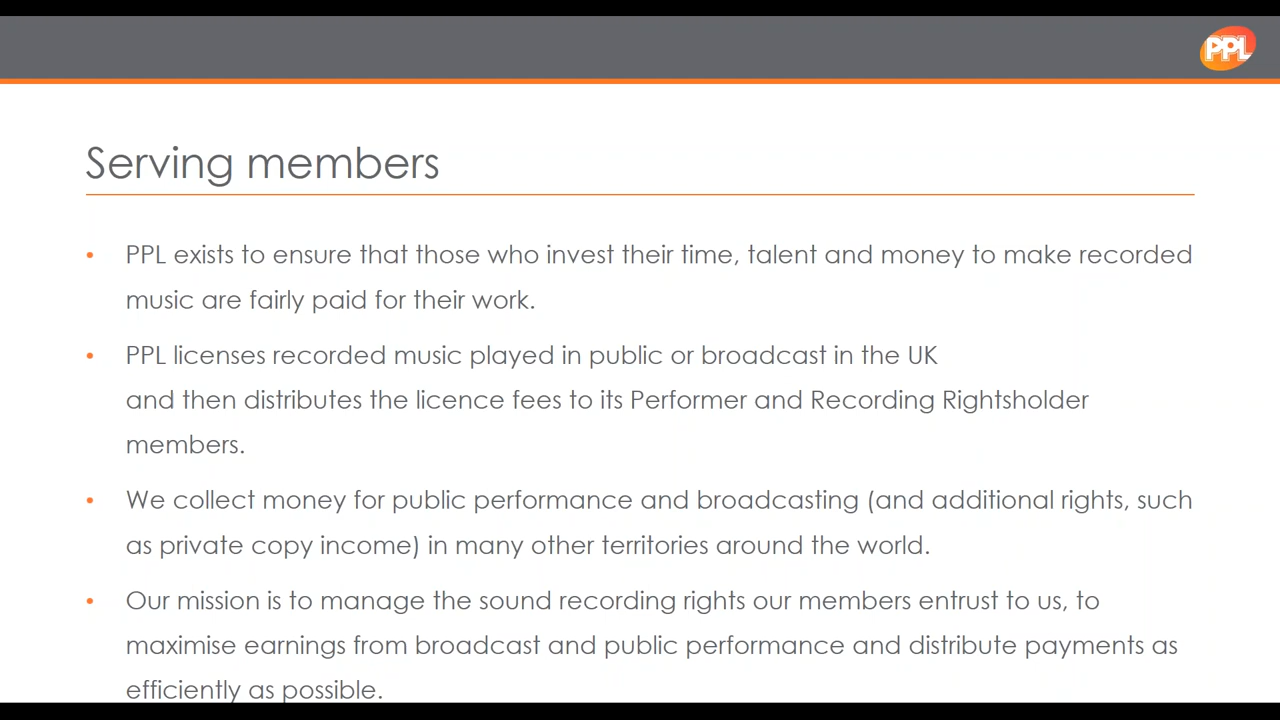 PPL
Serving members
• PPL exists to ensure that those who invest their time, talent and money to make recorded
music are fairly paid for their work.
• PPL licenses recorded music played in public or broadcast in the UK
and then distributes the licence fees to its Performer and Recording Rightsholder
members.
• We collect money for public performance and broadcasting (and additional rights, such
as private copy income) in many other territories around the world.
• Our mission is to manage the sound recording rights our members entrust to us, to
maximise earnings from broadcast and public performance and distribute payments as
efficiently as possible.